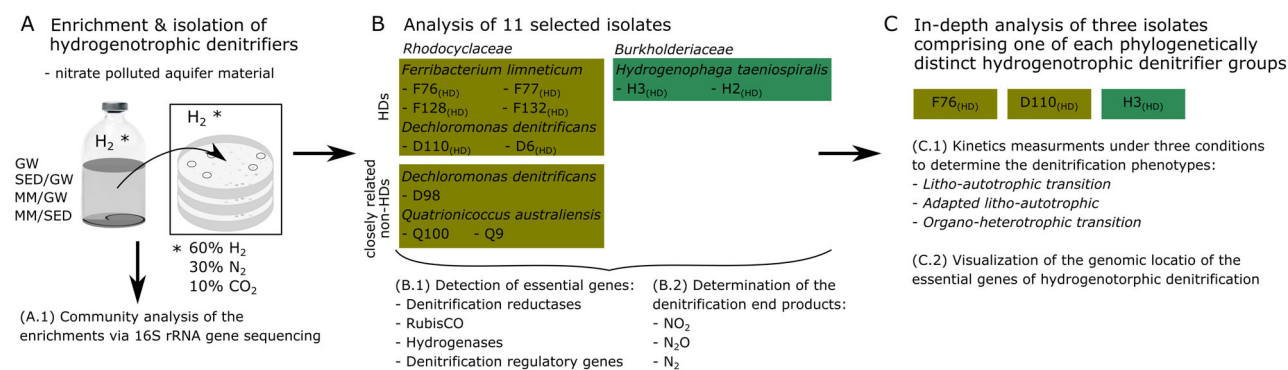 A Enrichment & isolation of
hydrogenotrophic denitrifiers
- nitrate polluted aquifer material
H₂ *
H₂ *
GW
SED/GW
MM/GW
MM/SED
* 60% H₂
30% N₂
10% CO₂
(A.1) Community analysis of the
enrichments via 16S rRNA gene sequencing
B Analysis of 11 selected isolates
Rhodocyclaceae
Burkholderiaceae
HDs
Ferribacterium limneticum
- F76(HD) - F77(HD)
- F128(HD) - F132(HD)
Dechloromonas denitrificans
- D110(HD) - D6(HD)
Hydrogenophaga taeniospiralis
- H3(HD) - H2(HD)
closely related
non-HDs
Dechloromonas denitrificans
- D98
Quatrionicoccus australiensis
- Q100 - Q9
(B.1) Detection of essential genes:
- Denitrification reductases
- RubisCO
- Hydrogenases
- Denitrification regulatory genes
(B.2) Determination of the
denitrification end products:
- NO₂
- N₂O
- N₂
C In-depth analysis of three isolates
comprising one of each phylogenetically
distinct hydrogenotrophic denitrifier groups
F76(HD) D110(HD) H3(HD)
(C.1) Kinetics measurments under three conditions
to determine the denitrification phenotypes:
- Litho-autotrophic transition
- Adapted litho-autotrophic
- Organo-heterotrophic transition
(C.2) Visualization of the genomic locatio of the
essential genes of hydrogenotorphic denitrification